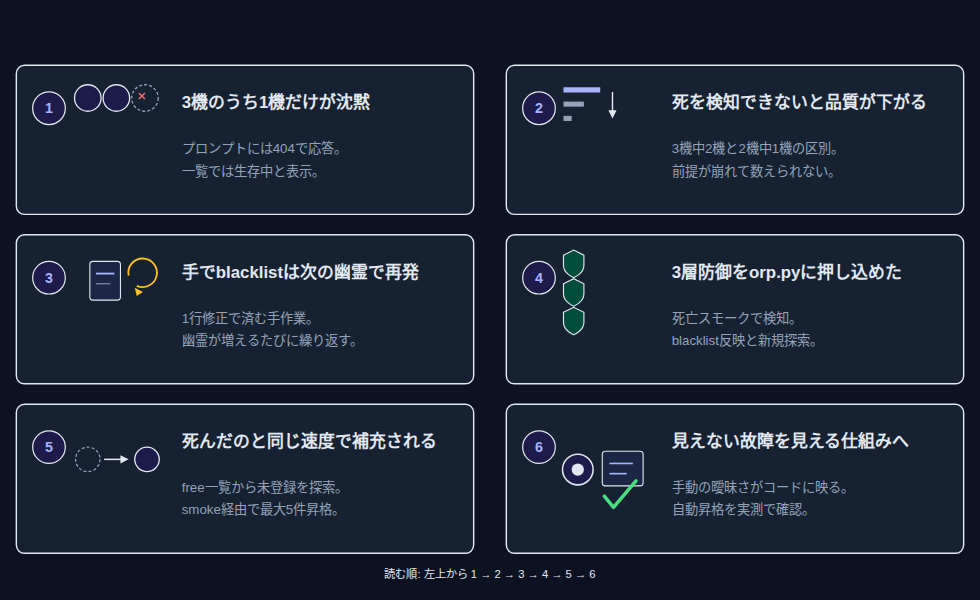 1
3機のうち1機だけが沈黙
プロンプトには404で応答。
一覧では生存中と表示。
2
死を検知できないと品質が下がる
3機中2機と2機中1機の区別。
前提が崩れて数えられない。
3
手でblacklistは次の幽霊で再発
1行修正で済む手作業。
幽霊が増えるたびに繰り返す。
4
3層防御をorp.pyに押し込めた
死亡スモークで検知。
blacklist反映と新規探索。
5
死んだのと同じ速度で補充される
free一覧から未登録を探索。
smoke経由で最大5件昇格。
6
見えない故障を見える仕組みへ
手動の曖昧さがコードに映る。
自動昇格を実測で確認。
読む順: 左上から 1 → 2 → 3 → 4 → 5 → 6